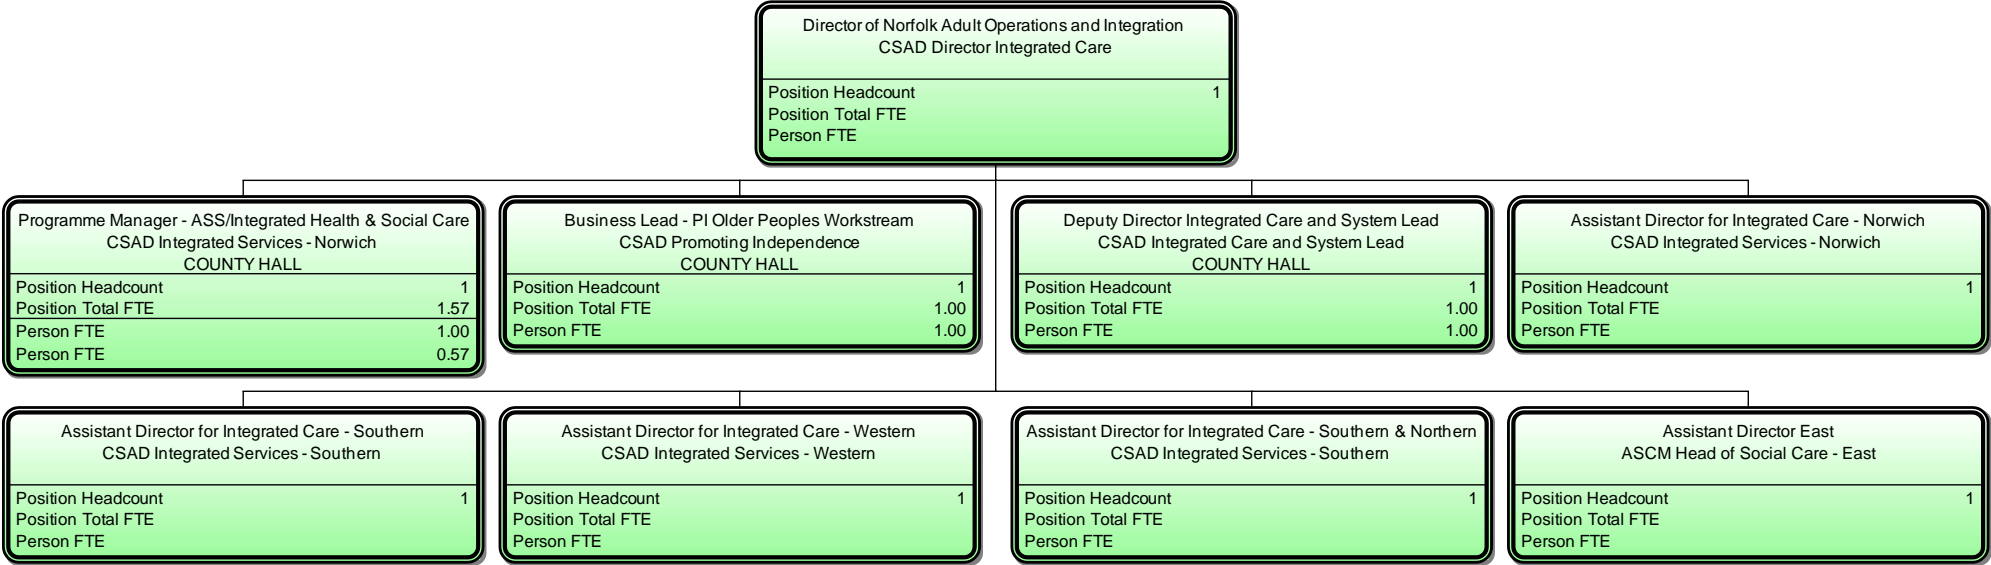 Director of Norfolk Adult Operations and Integration
CSAD Director Integrated Care
Position Headcount 1
Position Total FTE
Person FTE
Programme Manager - ASS/Integrated Health & Social Care
CSAD Integrated Services - Norwich
COUNTY HALL
Position Headcount 1
Position Total FTE 1.57
Person FTE 1.00
Person FTE 0.57
Business Lead - PI Older Peoples Workstream
CSAD Promoting Independence
COUNTY HALL
Position Headcount 1
Position Total FTE 1.00
Person FTE 1.00
Deputy Director Integrated Care and System Lead
CSAD Integrated Care and System Lead
COUNTY HALL
Position Headcount 1
Position Total FTE 1.00
Person FTE 1.00
Assistant Director for Integrated Care - Norwich
CSAD Integrated Services - Norwich
Position Headcount 1
Position Total FTE
Person FTE
Assistant Director for Integrated Care - Southern
CSAD Integrated Services - Southern
Position Headcount 1
Position Total FTE
Person FTE
Assistant Director for Integrated Care - Western
CSAD Integrated Services - Western
Position Headcount 1
Position Total FTE
Person FTE
Assistant Director for Integrated Care - Southern & Northern
CSAD Integrated Services - Southern
Position Headcount 1
Position Total FTE
Person FTE
Assistant Director East
ASCM Head of Social Care - East
Position Headcount 1
Position Total FTE
Person FTE